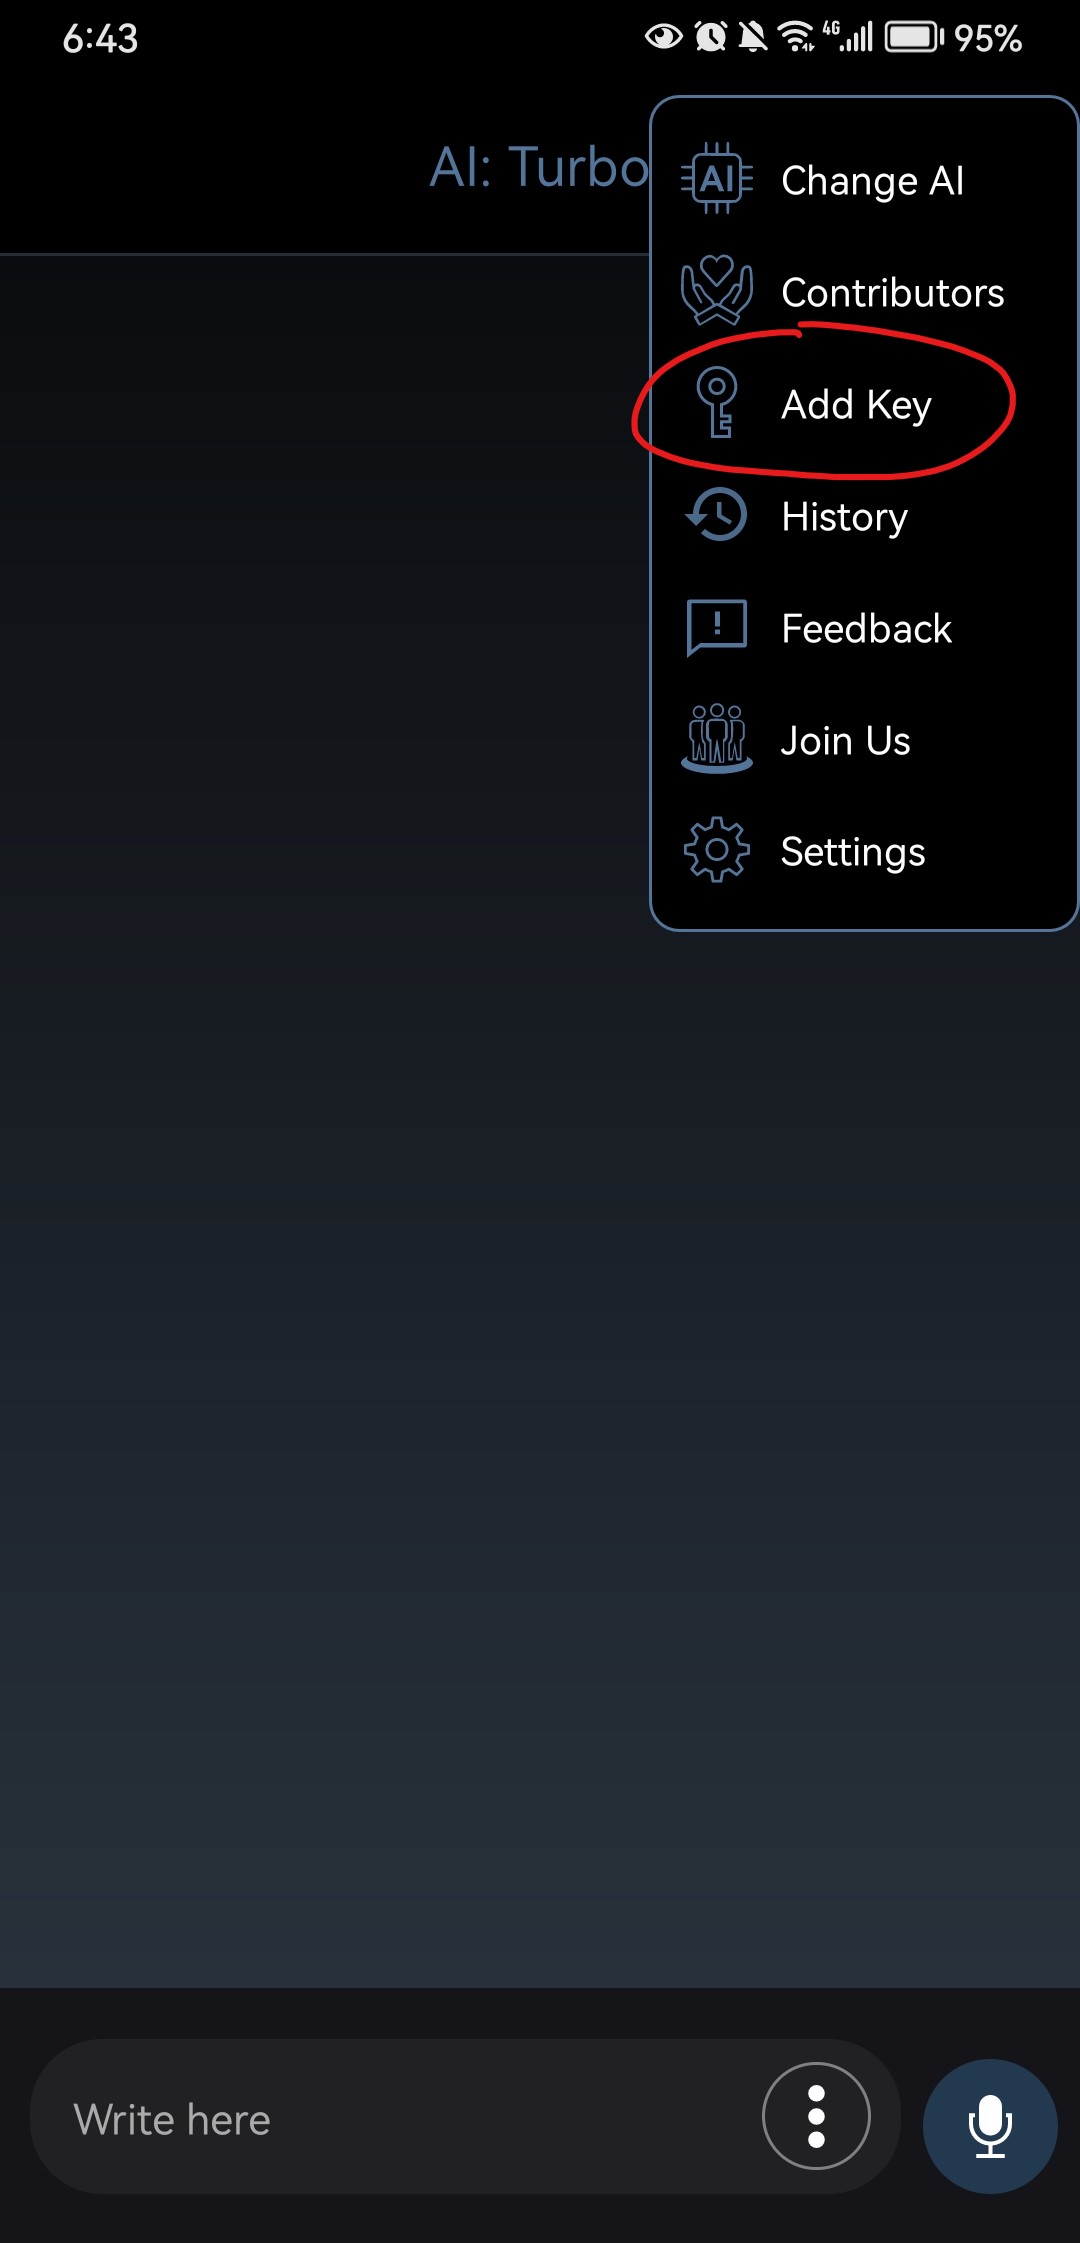 6:43
4G
95%
AI: Turbo
AI Change AI
Contributors
Add Key
History
Feedback
Join Us
Settings
Write here